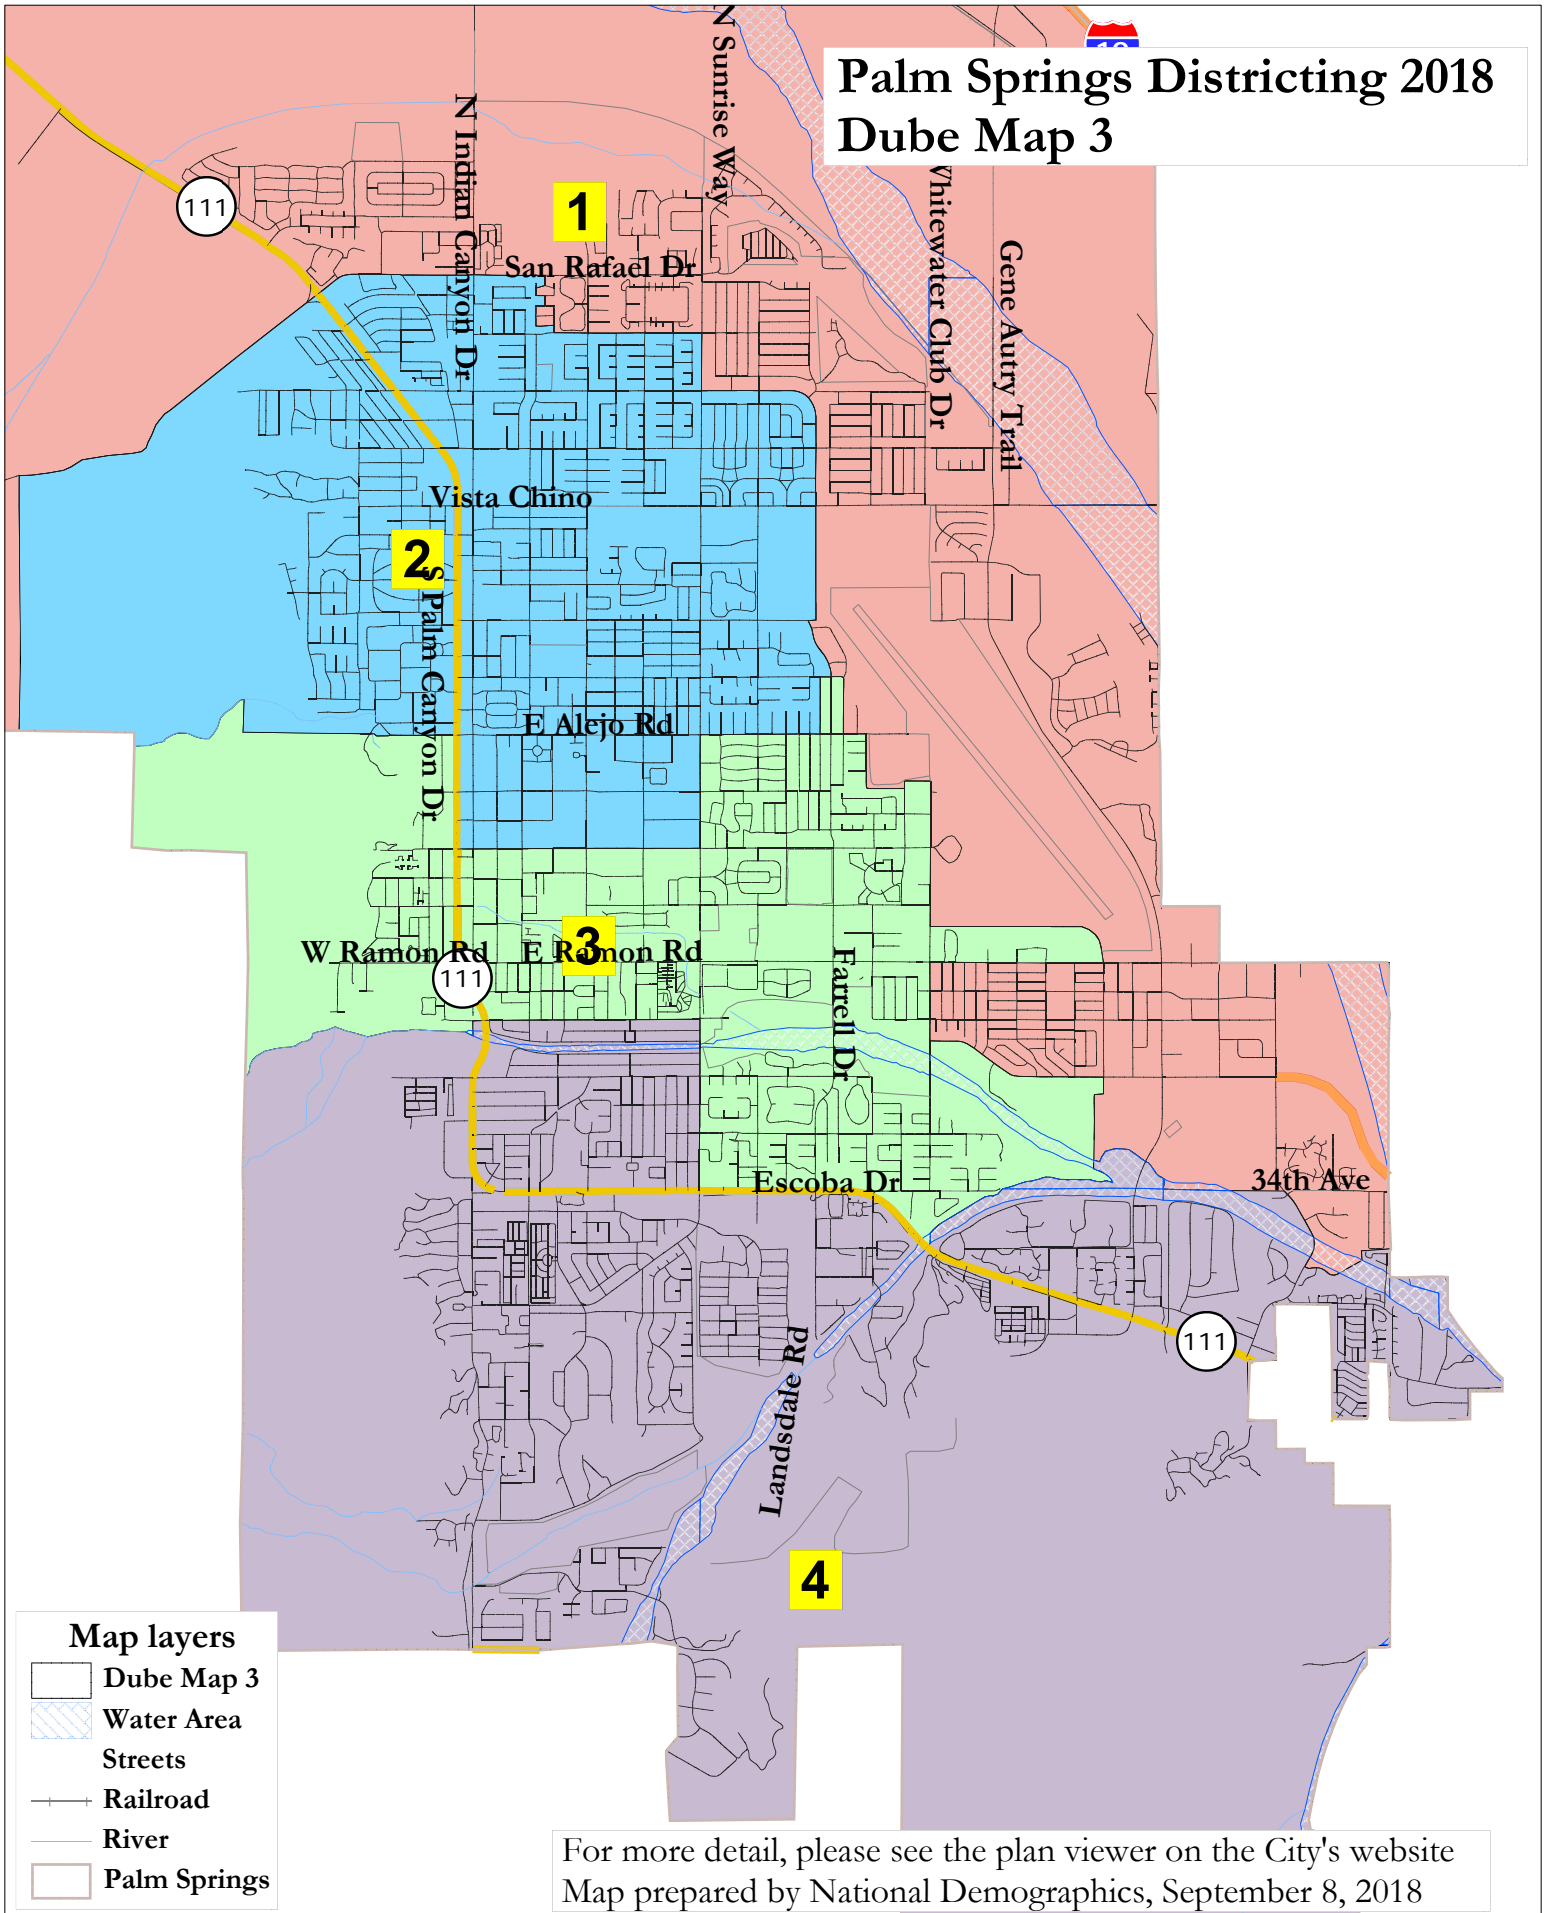 Palm Springs Districting 2018
Dube Map 3
N Sunrise Way
N Indian Canyon Dr
Whitewater Club Dr
Gene Autry Trail
111
1
San Rafael Dr
Vista Chino
2
S Palm Canyon Dr
E Alejo Rd
3
W Ramon Rd
E Ramon Rd
111
Farrell Dr
Escoba Dr
34th Ave
111
Landsdale Rd
4
Map layers
Dube Map 3
Water Area
Streets
Railroad
River
Palm Springs
For more detail, please see the plan viewer on the City's website
Map prepared by National Demographics, September 8, 2018